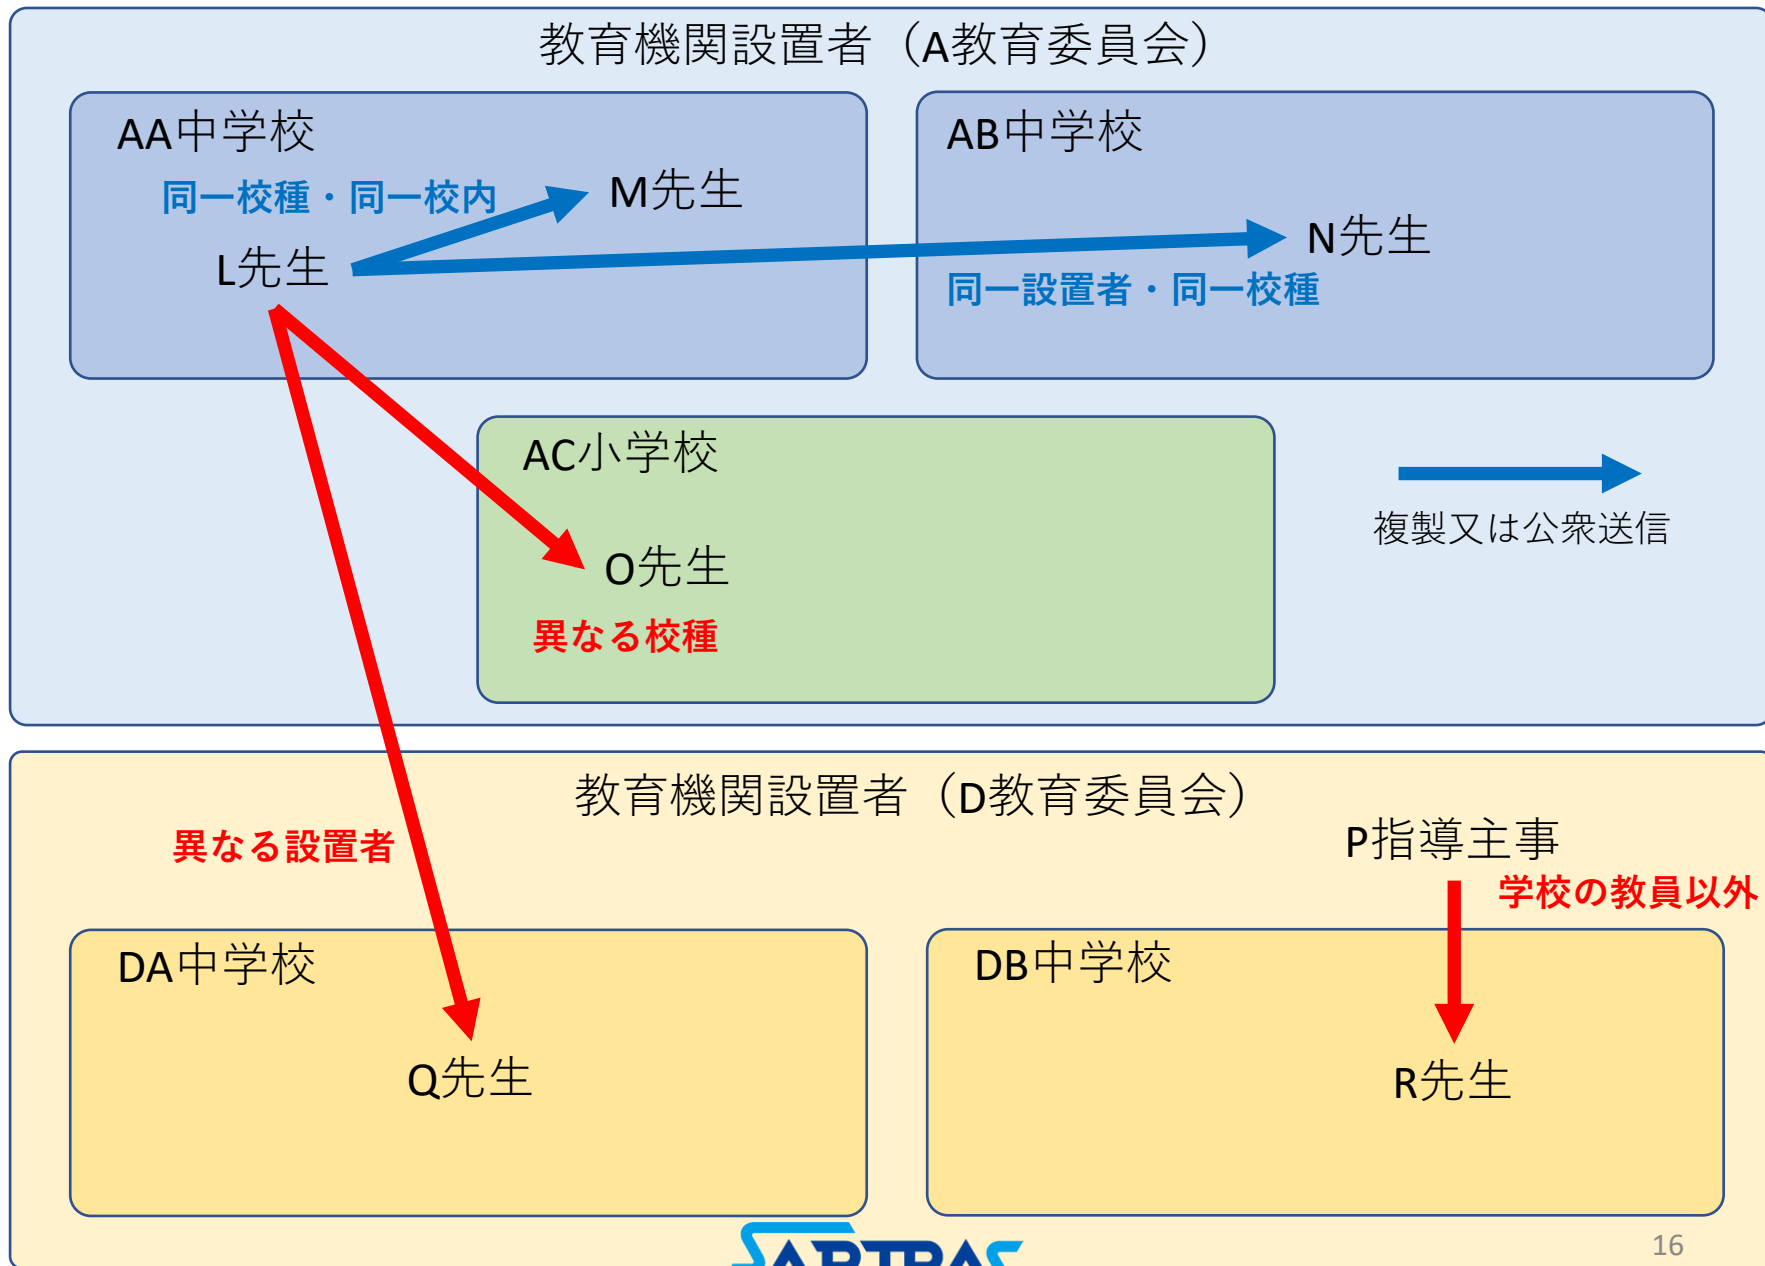 教育機関設置者（A教育委員会）
AA中学校
AB中学校
同一校種・同一校内
M先生
N先生
L先生
同一設置者・同一校種
AC小学校
複製又は公衆送信
O先生
異なる校種
教育機関設置者（D教育委員会）
異なる設置者
P指導主事
学校の教員以外
DA中学校
DB中学校
Q先生
R先生
SARTRAS
16